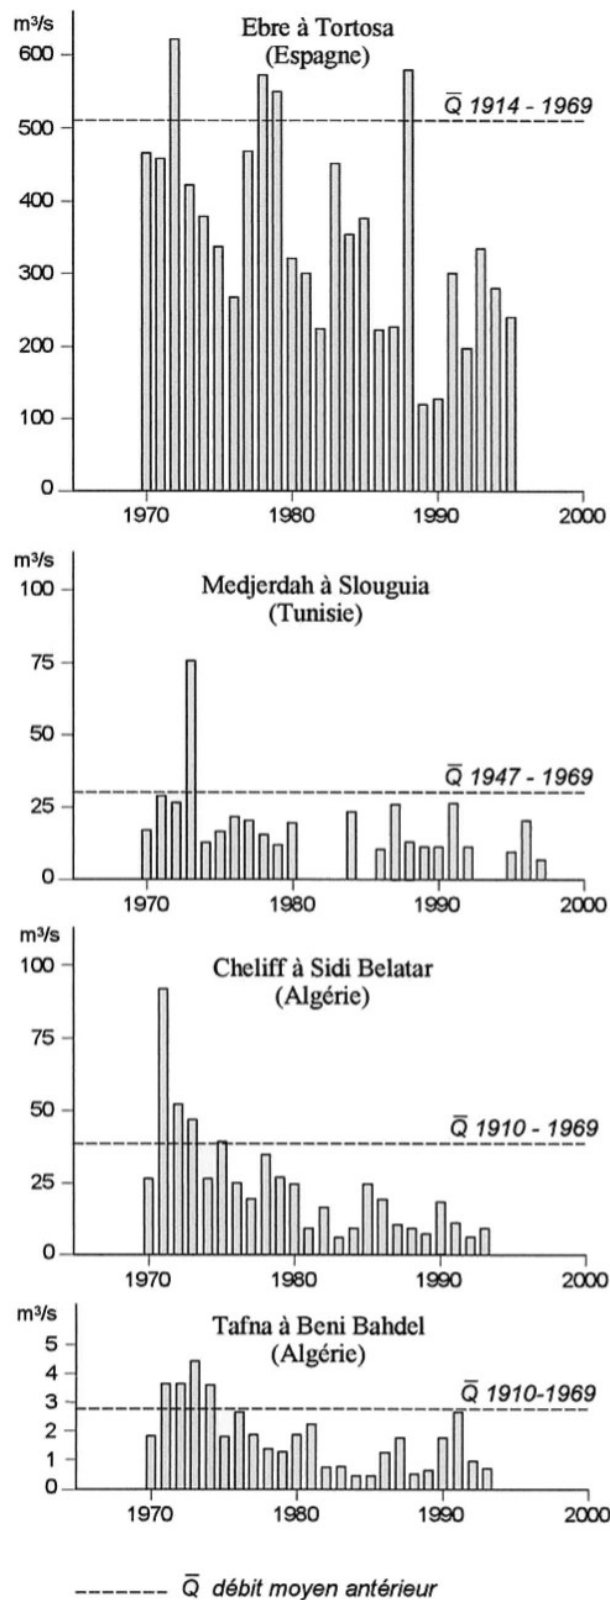 m³/s
Ebre à Tortosa
(Espagne)
600
Q̅ 1914 - 1969
500
400
300
200
100
0
1970 1980 1990 2000
m³/s
100
Medjerdah à Slouguia
(Tunisie)
75
50
Q̅ 1947 - 1969
25
0
1970 1980 1990 2000
m³/s
100
Cheliff à Sidi Belatar
(Algérie)
75
50
Q̅ 1910 - 1969
25
0
1970 1980 1990 2000
m³/s
Tafna à Beni Bahdel
(Algérie)
5
4
Q̅ 1910-1969
3
2
1
0
1970 1980 1990 2000
Q̅ débit moyen antérieur